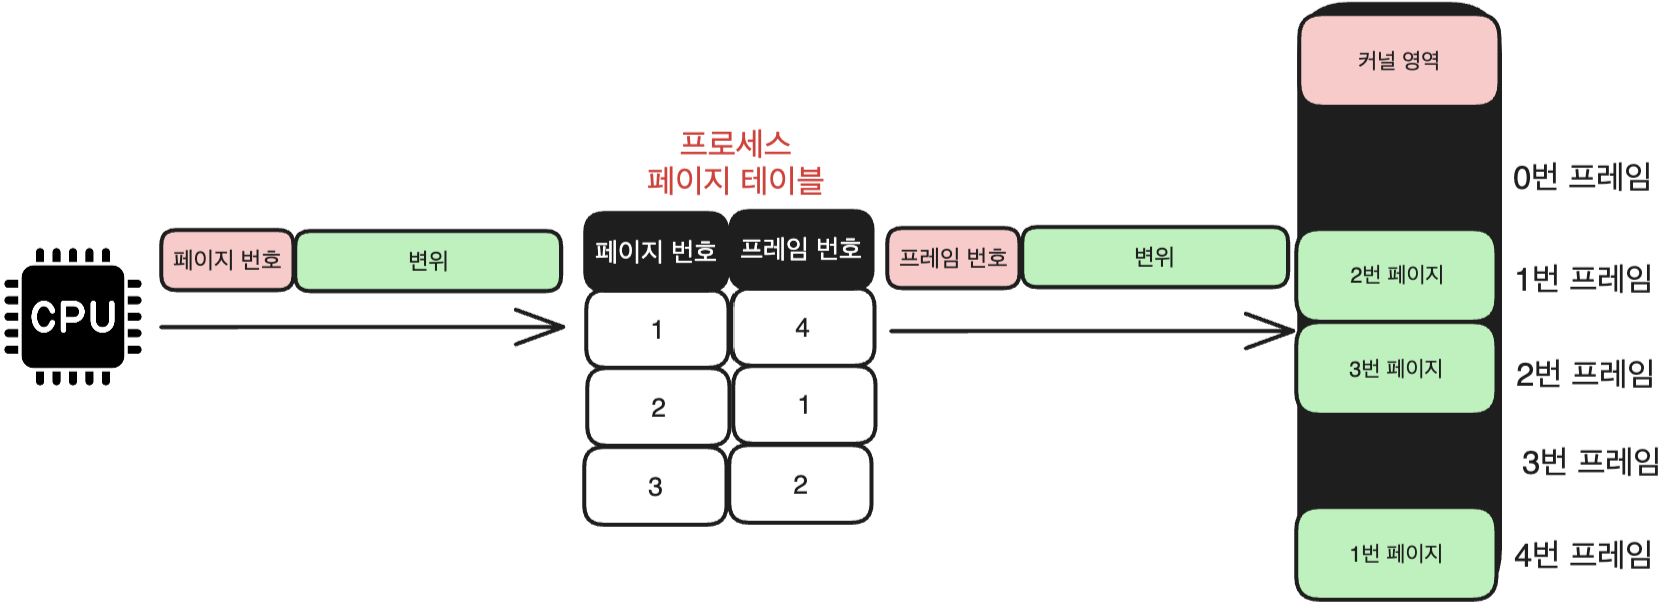 CPU
페이지 번호
변위
프로세스
페이지 테이블
페이지 번호
프레임 번호
1
4
2
1
3
2
프레임 번호
변위
커널 영역
0번 프레임
2번 페이지
1번 프레임
3번 페이지
2번 프레임
3번 프레임
1번 페이지
4번 프레임